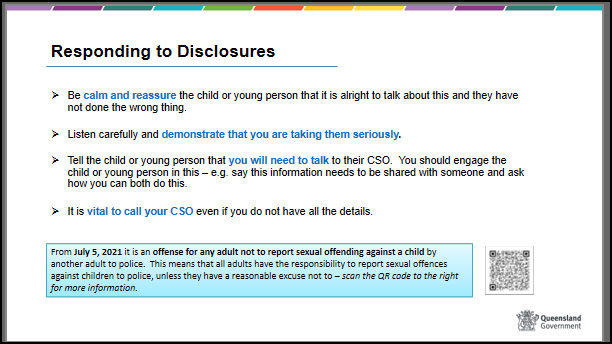 Responding to Disclosures
➢ Be calm and reassure the child or young person that it is alright to talk about this and they have
not done the wrong thing.
➢ Listen carefully and demonstrate that you are taking them seriously.
➢ Tell the child or young person that you will need to talk to their CSO. You should engage the
child or young person in this – e.g. say this information needs to be shared with someone and ask
how you can both do this.
➢ It is vital to call your CSO even if you do not have all the details.
From July 5, 2021 it is an offense for any adult not to report sexual offending against a child by
another adult to police. This means that all adults have the responsibility to report sexual offences
against children to police, unless they have a reasonable excuse not to – scan the QR code to the right
for more information.
Queensland
Government